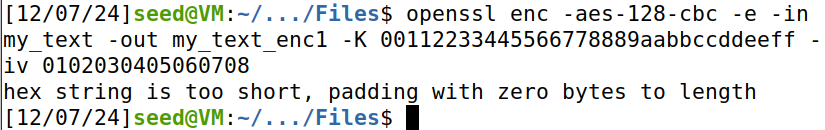 [12/07/24]seed@VM:~/.../Files$ openssl enc -aes-128-cbc -e -in
my_text -out my_text_enc1 -K 00112233445566778889aabbccddeeff -
iv 0102030405060708
hex string is too short, padding with zero bytes to length
[12/07/24]seed@VM:~/.../Files$